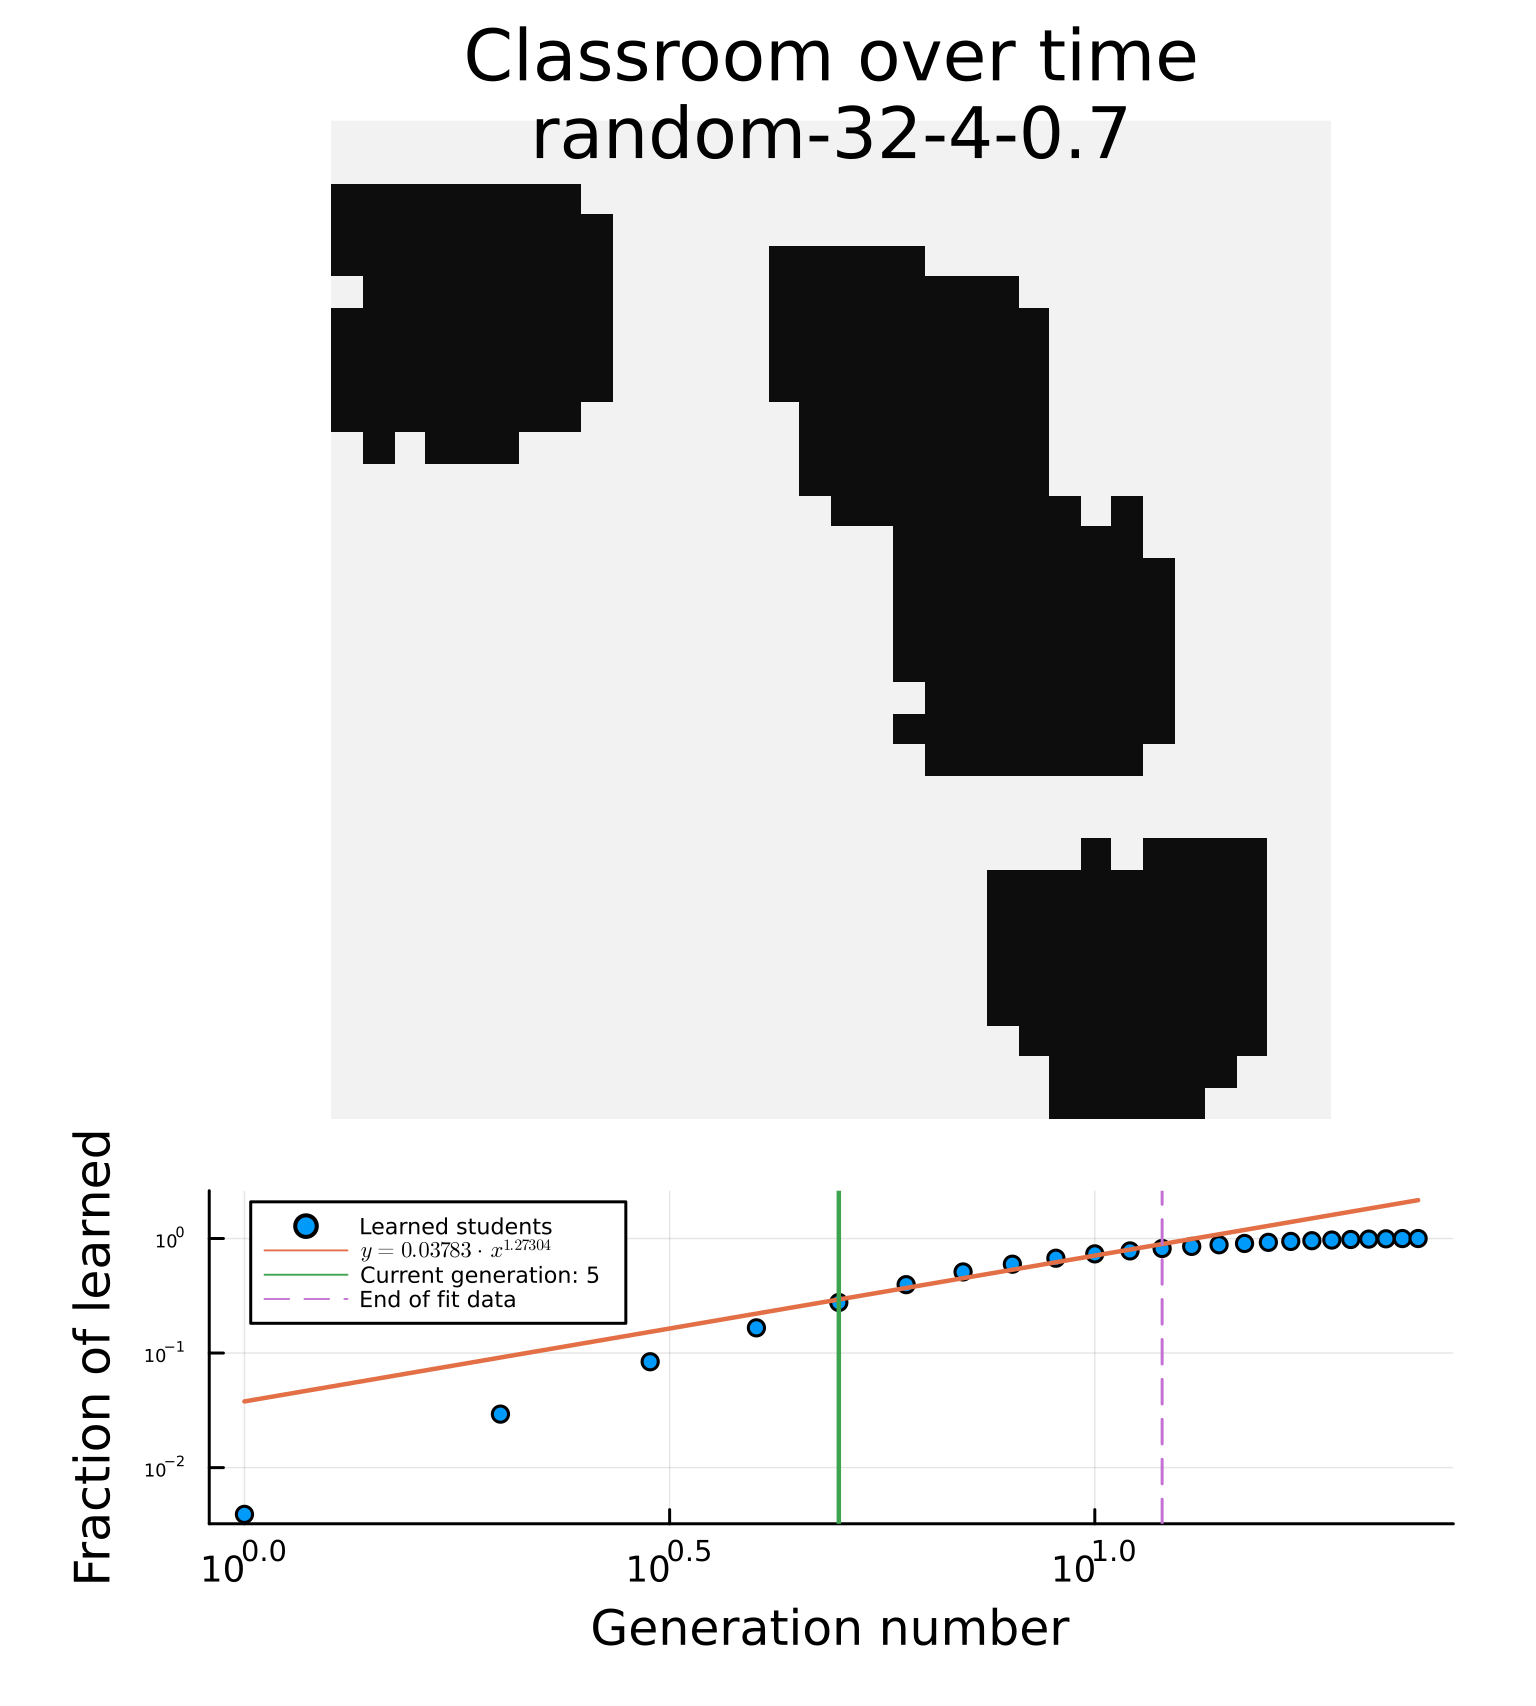 Classroom over time
random-32-4-0.7
Fraction of learned
10⁰
10⁻¹
10⁻²
Learned students
y = 0.03783 · x^1.27304
Current generation: 5
End of fit data
10^0.0
10^0.5
10^1.0
Generation number